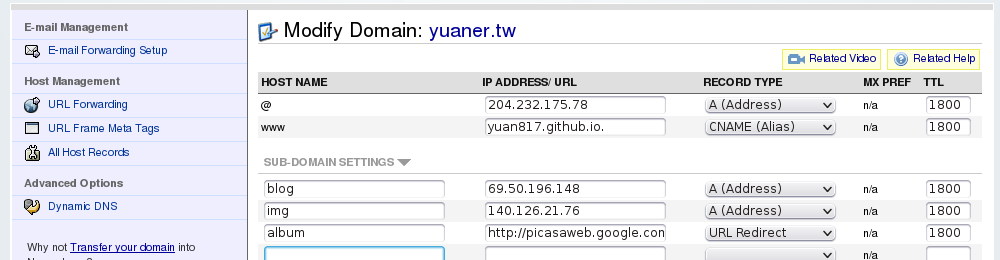 E-mail Management
E-mail Forwarding Setup
Host Management
URL Forwarding
URL Frame Meta Tags
All Host Records
Advanced Options
Dynamic DNS
Why not Transfer your domain into
Modify Domain: yuaner.tw
Related Video Related Help
HOST NAME IP ADDRESS/ URL RECORD TYPE MX PREF TTL
@ 204.232.175.78 A (Address) n/a 1800
www yuan817.github.io. CNAME (Alias) n/a 1800
SUB-DOMAIN SETTINGS
blog 69.50.196.148 A (Address) n/a 1800
img 140.126.21.76 A (Address) n/a 1800
album http://picasaweb.google.con URL Redirect n/a 1800
n/a